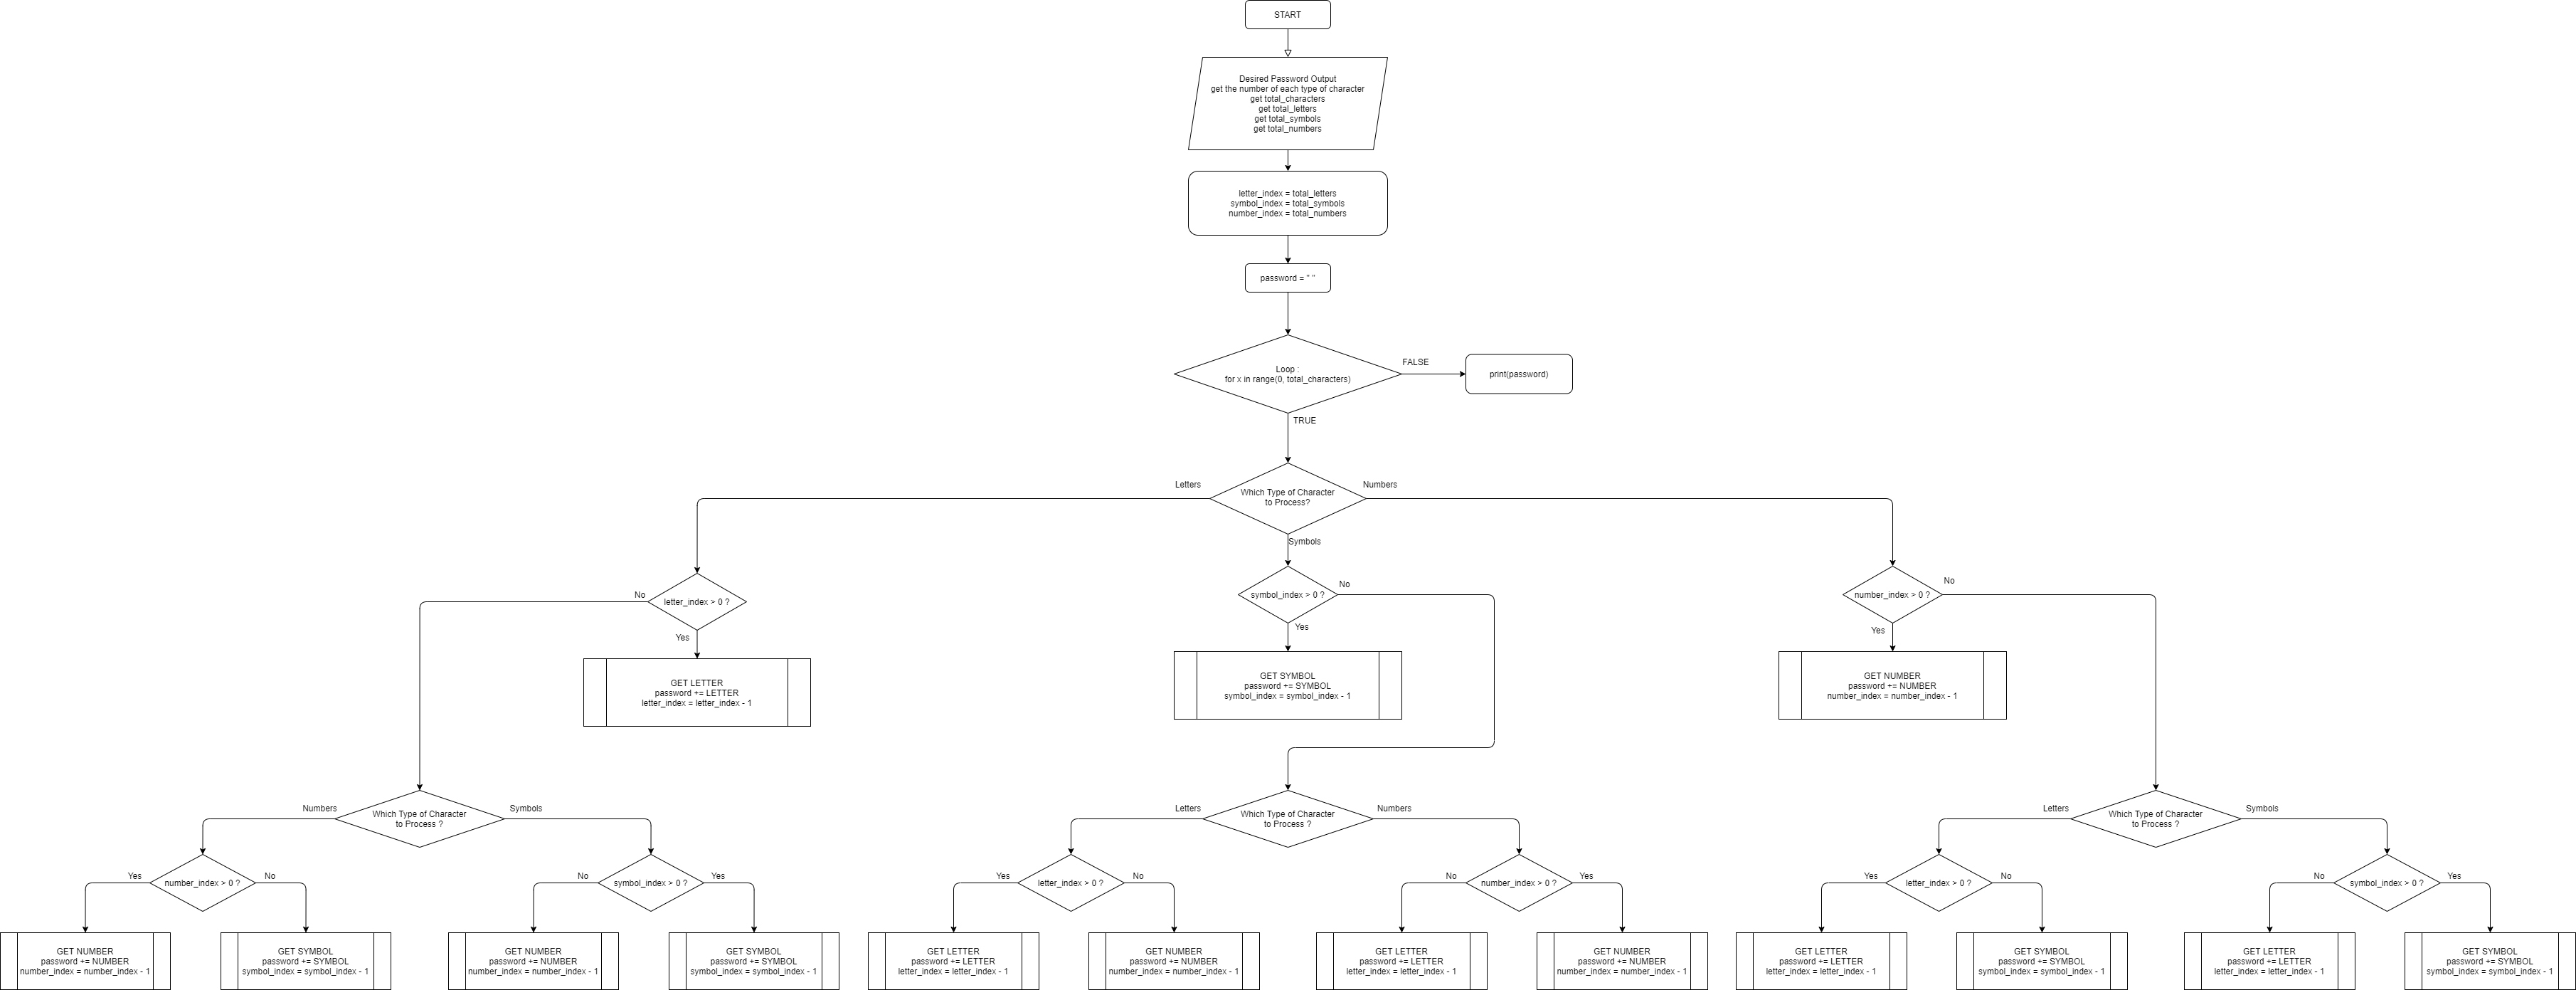 START
Desired Password Output
get the number of each type of character
get total_characters
get total_letters
get total_symbols
get total_numbers
letter_index = total_letters
symbol_index = total_symbols
number_index = total_numbers
password = " "
Loop :
for x in range(0, total_characters)
FALSE
print(password)
TRUE
Letters
Which Type of Character
to Process?
Numbers
Symbols
No
letter_index > 0 ?
Yes
symbol_index > 0 ?
No
Yes
number_index > 0 ?
No
Yes
GET LETTER
password += LETTER
letter_index = letter_index - 1
GET SYMBOL
password += SYMBOL
symbol_index = symbol_index - 1
GET NUMBER
password += NUMBER
number_index = number_index - 1
Numbers
Which Type of Character
to Process ?
Symbols
Letters
Which Type of Character
to Process ?
Numbers
Letters
Which Type of Character
to Process ?
Symbols
Yes
number_index > 0 ?
No
No
symbol_index > 0 ?
Yes
Yes
letter_index > 0 ?
No
No
number_index > 0 ?
Yes
Yes
letter_index > 0 ?
No
No
symbol_index > 0 ?
Yes
GET NUMBER
password += NUMBER
number_index = number_index - 1
GET SYMBOL
password += SYMBOL
symbol_index = symbol_index - 1
GET NUMBER
password += NUMBER
number_index = number_index - 1
GET SYMBOL
password += SYMBOL
symbol_index = symbol_index - 1
GET LETTER
password += LETTER
letter_index = letter_index - 1
GET NUMBER
password += NUMBER
number_index = number_index - 1
GET LETTER
password += LETTER
letter_index = letter_index - 1
GET NUMBER
password += NUMBER
number_index = number_index - 1
GET LETTER
password += LETTER
letter_index = letter_index - 1
GET SYMBOL
password += SYMBOL
symbol_index = symbol_index - 1
GET LETTER
password += LETTER
letter_index = letter_index - 1
GET SYMBOL
password += SYMBOL
symbol_index = symbol_index - 1